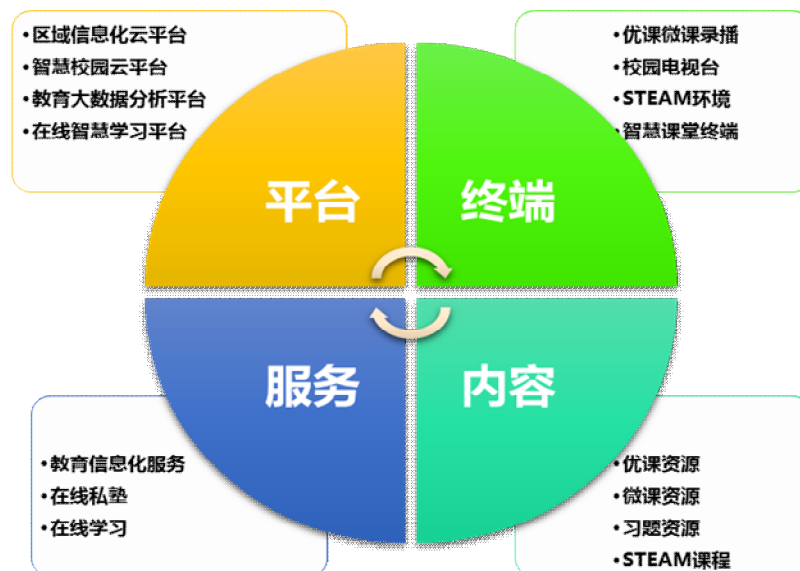 •区域信息化云平台
•智慧校园云平台
•教育大数据分析平台
•在线智慧学习平台
•优课微课录播
•校园电视台
•STEAM环境
•智慧课堂终端
平台
终端
服务
内容
•教育信息化服务
•在线私塾
•在线学习
•优课资源
•微课资源
•习题资源
•STEAM课程